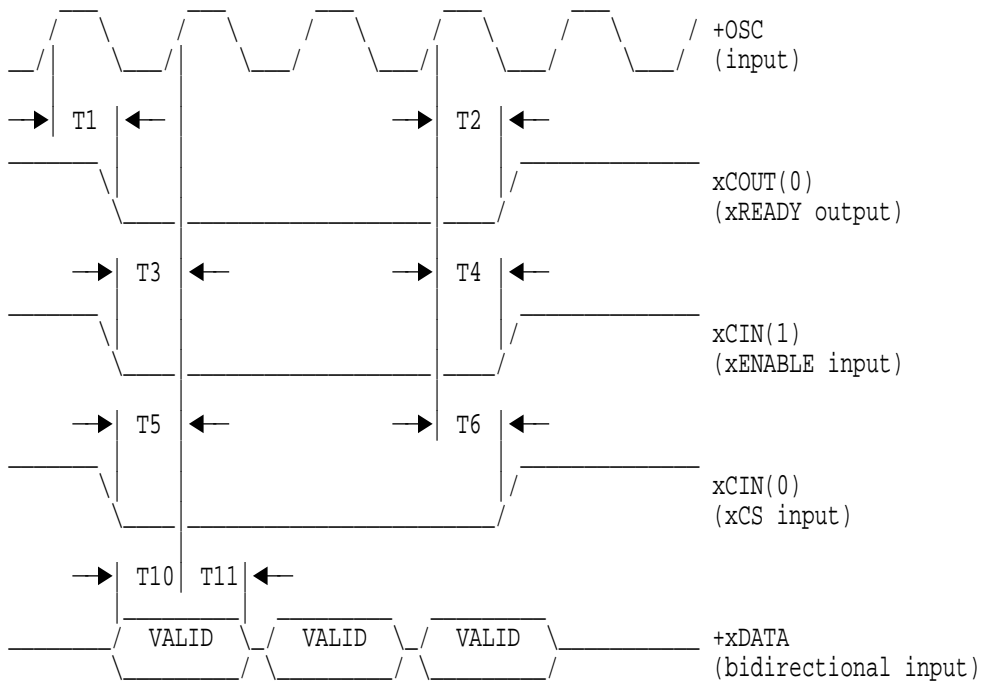 +OSC
(input)
T1 T2
xCOUT(0)
(xREADY output)
T3 T4
xCIN(1)
(xENABLE input)
T5 T6
xCIN(0)
(xCS input)
T10 T11
VALID VALID VALID +xDATA
(bidirectional input)